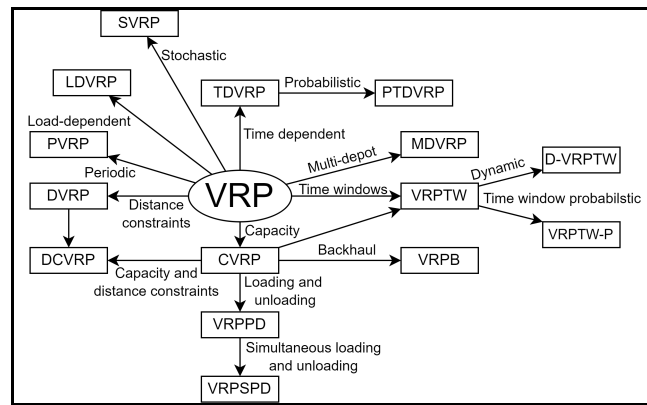 SVRP
Stochastic
LDVRP
TDVRP
Probabilistic
PTDVRP
Load-dependent
Time dependent
PVRP
Multi-depot
MDVRP
D-VRPTW
Periodic
VRP
Dynamic
DVRP
Distance
constraints
Time windows
VRPTW
Time window probabilstic
Capacity
VRPTW-P
DCVRP
Capacity and
distance constraints
CVRP
Backhaul
VRPB
Loading and
unloading
VRPPD
Simultaneous loading
and unloading
VRPSPD